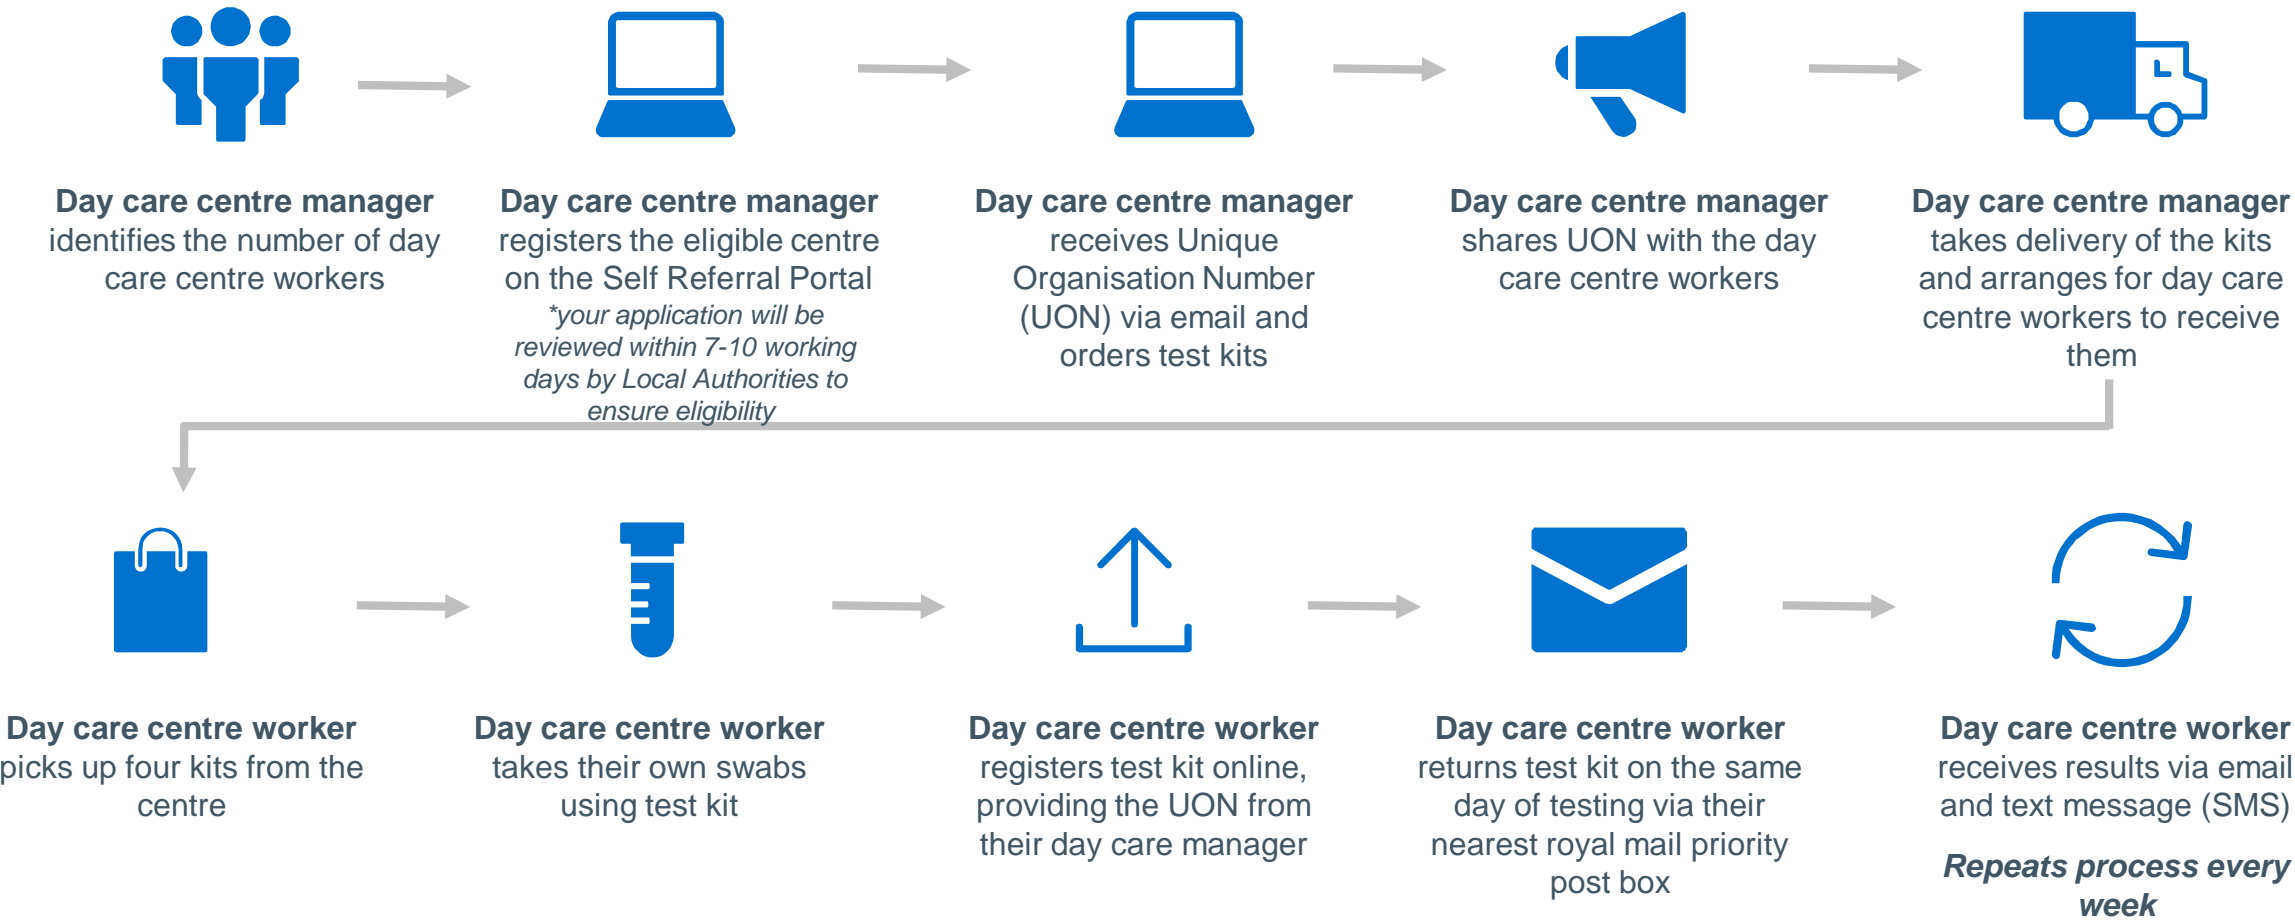 Day care centre manager
identifies the number of day
care centre workers
Day care centre manager
registers the eligible centre
on the Self Referral Portal
*your application will be
reviewed within 7-10 working
days by Local Authorities to
ensure eligibility
Day care centre manager
receives Unique
Organisation Number
(UON) via email and
orders test kits
Day care centre manager
shares UON with the day
care centre workers
Day care centre manager
takes delivery of the kits
and arranges for day care
centre workers to receive
them
Day care centre worker
picks up four kits from the
centre
Day care centre worker
takes their own swabs
using test kit
Day care centre worker
registers test kit online,
providing the UON from
their day care manager
Day care centre worker
returns test kit on the same
day of testing via their
nearest royal mail priority
post box
Day care centre worker
receives results via email
and text message (SMS)
Repeats process every
week